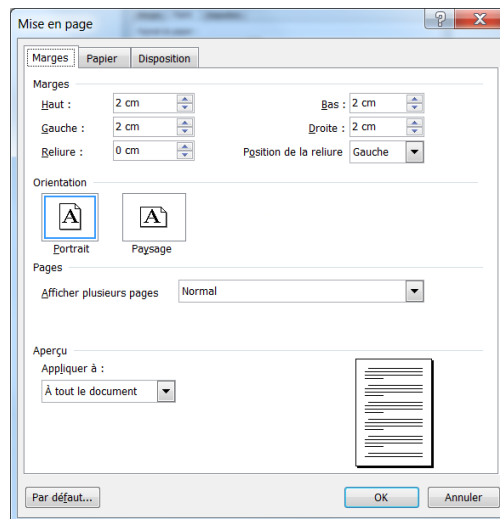 Mise en page
Marges Papier Disposition
Marges
Haut : 2 cm Bas : 2 cm
Gauche : 2 cm Droite : 2 cm
Reliure : 0 cm Position de la reliure Gauche
Orientation
A A
Portrait Paysage
Pages
Afficher plusieurs pages Normal
Aperçu
Appliquer à :
À tout le document
Par défaut... OK Annuler